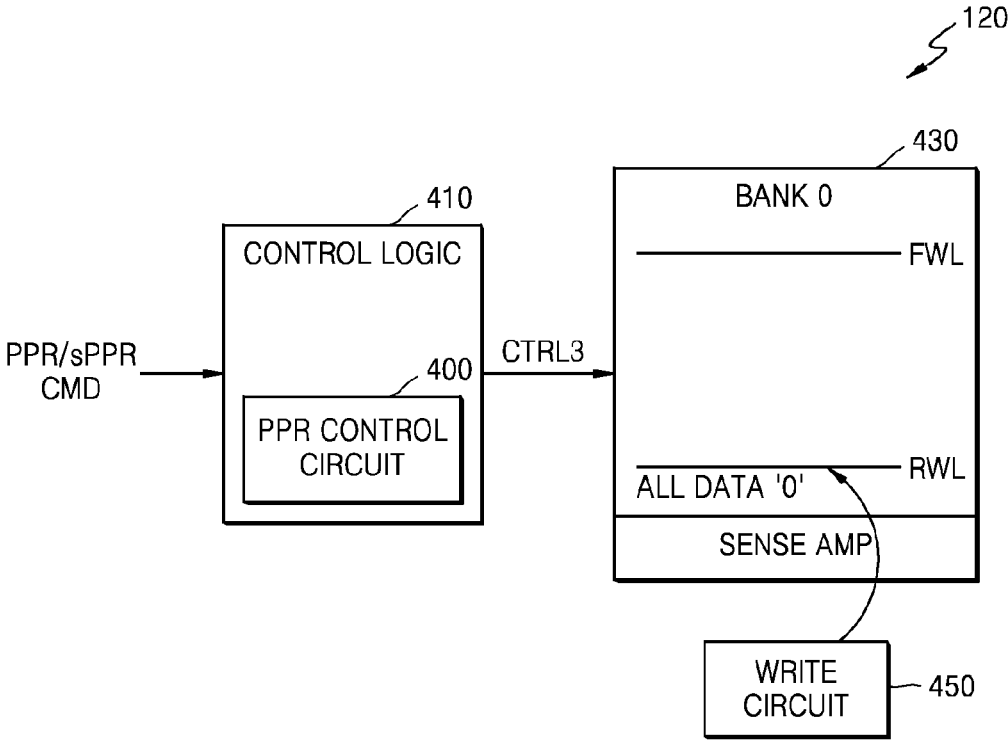 120
430
BANK 0
410
CONTROL LOGIC
FWL
PPR/sPPR
CMD
CTRL3
400
PPR CONTROL
CIRCUIT
RWL
ALL DATA '0'
SENSE AMP
WRITE
CIRCUIT
450